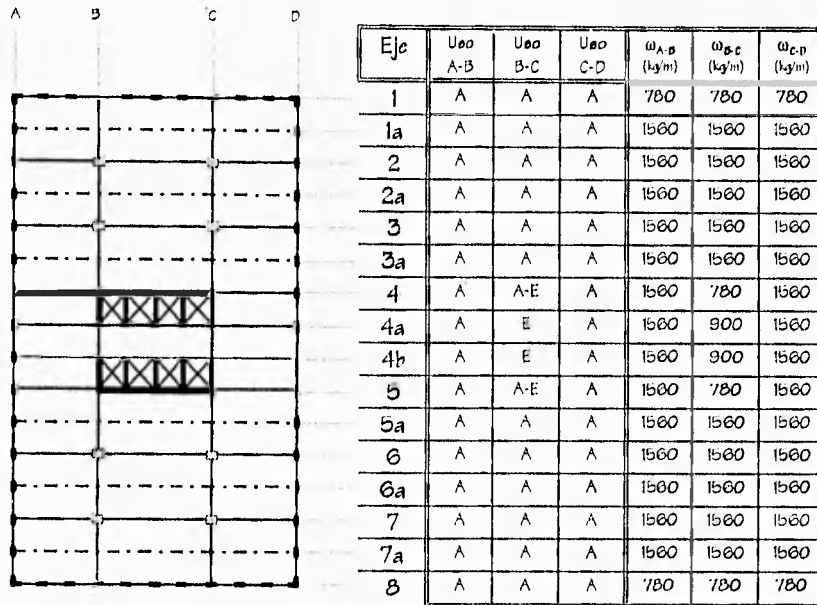 A B C D
Eje Uso A-B Uso B-C Uso C-D ωA-B (kg/m) ωB-C (kg/m) ωC-D (kg/m)
1 A A A 780 780 780
1a A A A 1560 1560 1560
2 A A A 1560 1560 1560
2a A A A 1560 1560 1560
3 A A A 1560 1560 1560
3a A A A 1560 1560 1560
4 A A-E A 1560 780 1560
4a A E A 1560 900 1560
4b A E A 1560 900 1560
5 A A-E A 1560 780 1560
5a A A A 1560 1560 1560
6 A A A 1560 1560 1560
6a A A A 1560 1560 1560
7 A A A 1560 1560 1560
7a A A A 1560 1560 1560
8 A A A 780 780 780